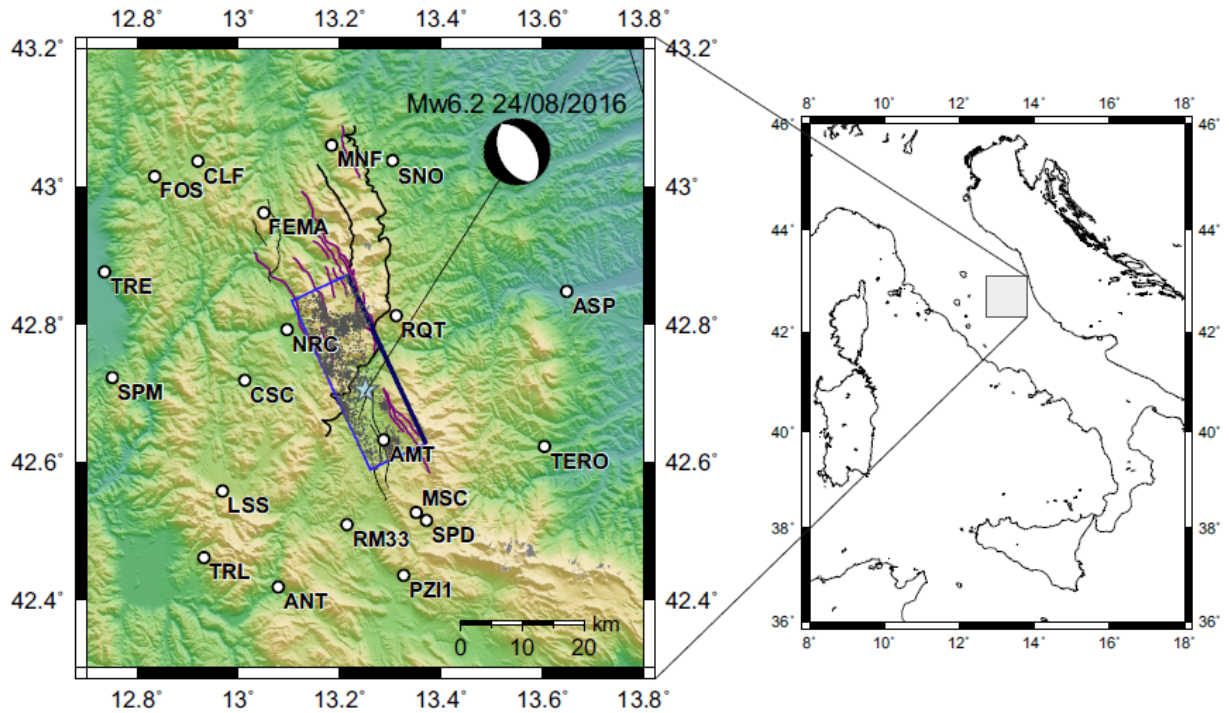 12.8° 13° 13.2° 13.4° 13.6° 13.8°
43.2° 43.2°
Mw6.2 24/08/2016
MNF
CLF
SNO
FOS
43° 43°
FEMA
TRE
ASP
42.8° 42.8°
RQT
NRC
SPM
CSC
AMT
TERO
42.6° 42.6°
MSC
LSS
SPD
RM33
TRL
PZI1
ANT
42.4° 42.4°
km
0 10 20
12.8° 13° 13.2° 13.4° 13.6° 13.8°
8° 10° 12° 14° 16° 18°
46° 46°
44° 44°
42° 42°
40° 40°
38° 38°
36° 36°
8° 10° 12° 14° 16° 18°